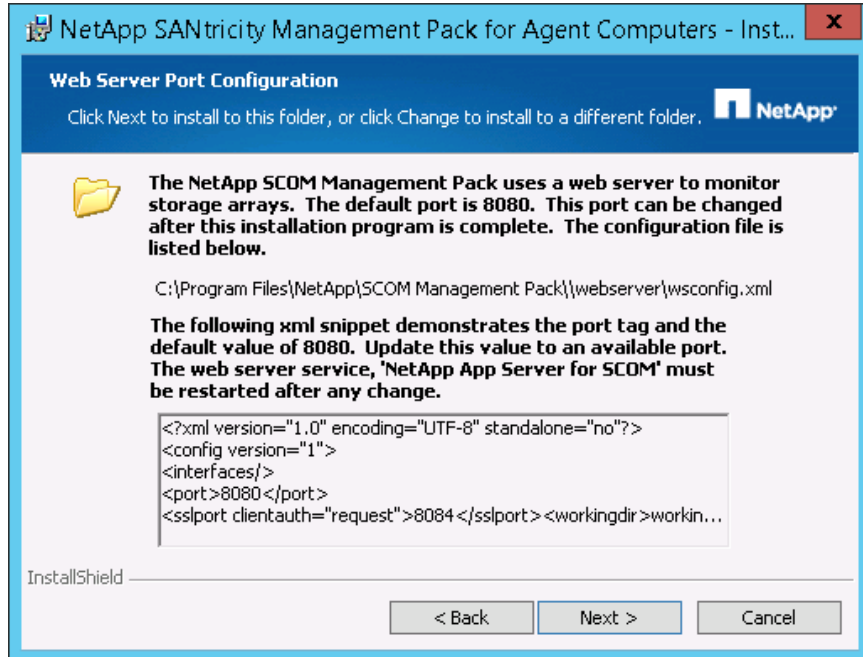 NetApp SANtricity Management Pack for Agent Computers - Inst...
x
Web Server Port Configuration
Click Next to install to this folder, or click Change to install to a different folder.
NetApp
The NetApp SCOM Management Pack uses a web server to monitor
storage arrays. The default port is 8080. This port can be changed
after this installation program is complete. The configuration file is
listed below.
C:\Program Files\NetApp\SCOM Management Pack\\webserver\wsconfig.xml
The following xml snippet demonstrates the port tag and the
default value of 8080. Update this value to an available port.
The web server service, 'NetApp App Server for SCOM' must
be restarted after any change.
<?xml version="1.0" encoding="UTF-8" standalone="no"?>
<config version="1">
<interfaces/>
<port>8080</port>
<sslport clientauth="request">8084</sslport><workingdir>workin...
InstallShield
< Back
Next >
Cancel